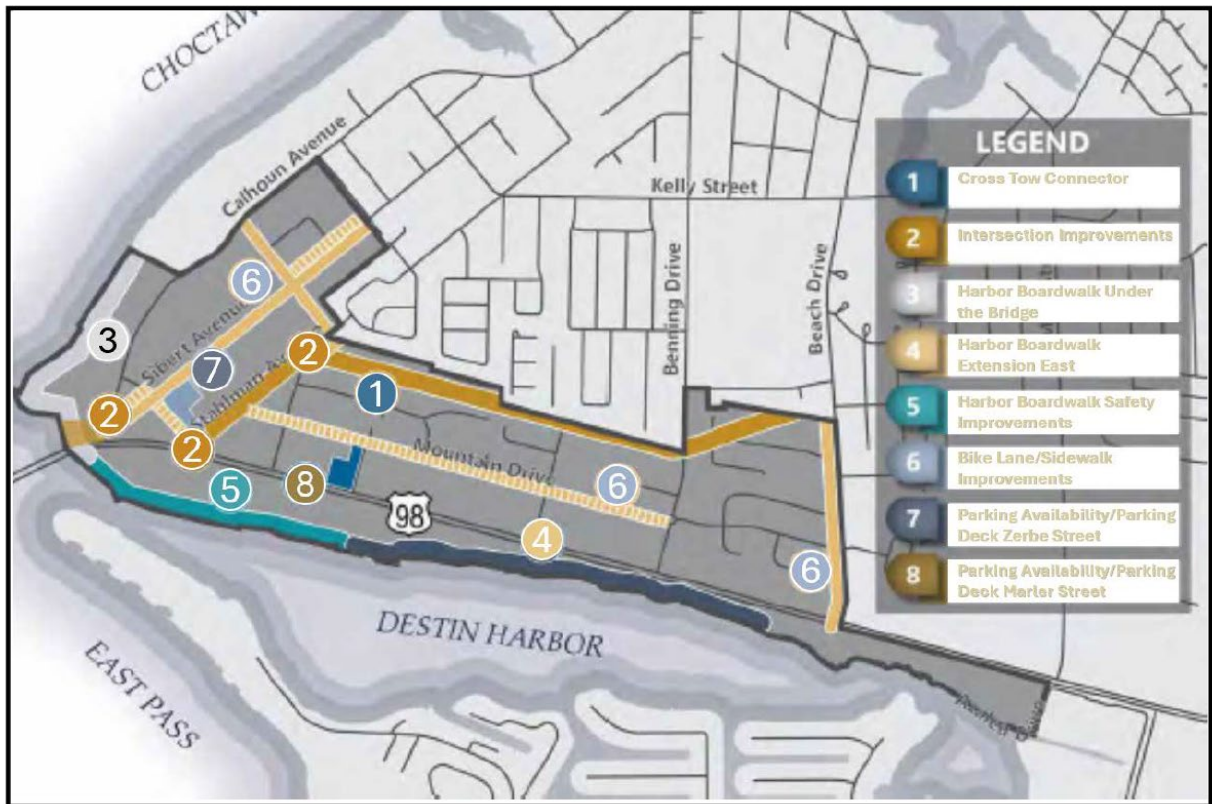 CHOCTAW
Calhoun Avenue
Kelly Street
Benning Drive
Beach Drive
6
Sibert Avenue
3
7
2
Stahlman
2
1
2
Mountain Drive
5
8
98
6
4
6
DESTIN HARBOR
EAST PASS
LEGEND
1 Cross Tow Connector
2 Intersection Improvements
3 Harbor Boardwalk Under
the Bridge
4 Harbor Boardwalk
Extension East
5 Harbor Boardwalk Safety
Improvements
6 Bike Lane/Sidewalk
Improvements
7 Parking Availability/Parking
Deck Zerbe Street
8 Parking Availability/Parking
Deck Marler Street